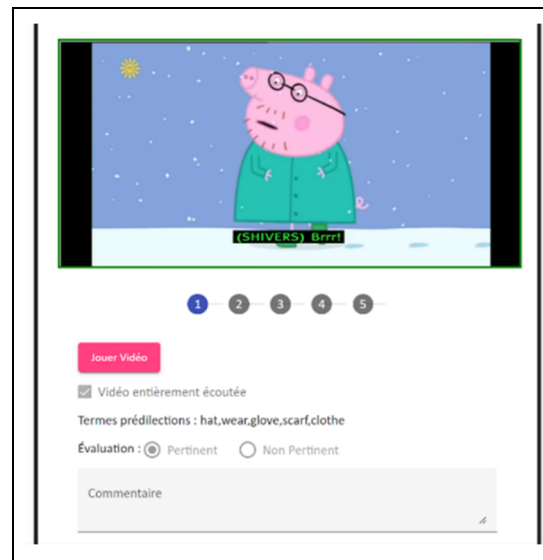 (SHIVERS) Brrr!
1 2 3 4 5
Jouer Vidéo
Vidéo entièrement écoutée
Termes prédilections : hat,wear,glove,scarf,clothe
Évaluation : Pertinent Non Pertinent
Commentaire